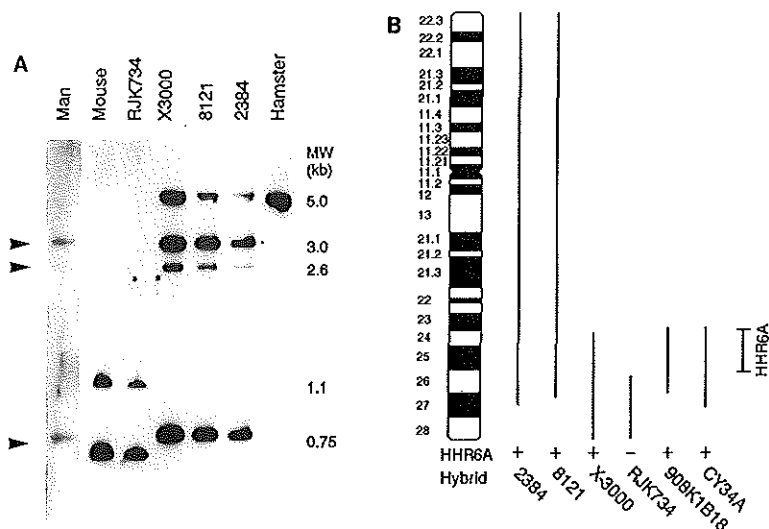 A
Man
Mouse
RJK734
X3000
8121
2384
Hamster
MW
(kb)
5.0
3.0
2.6
1.1
0.75
B
22.3
22.2
22.1
21.3
21.2
21.1
11.4
11.3
11.23
11.22
11.21
11.1
11.2
12
13
21.1
21.2
21.3
22
23
24
25
26
27
28
HHR6A
HHR6A + + + – + +
Hybrid
2384
8121
X-3000
RJK734
908K1B18
CY34A